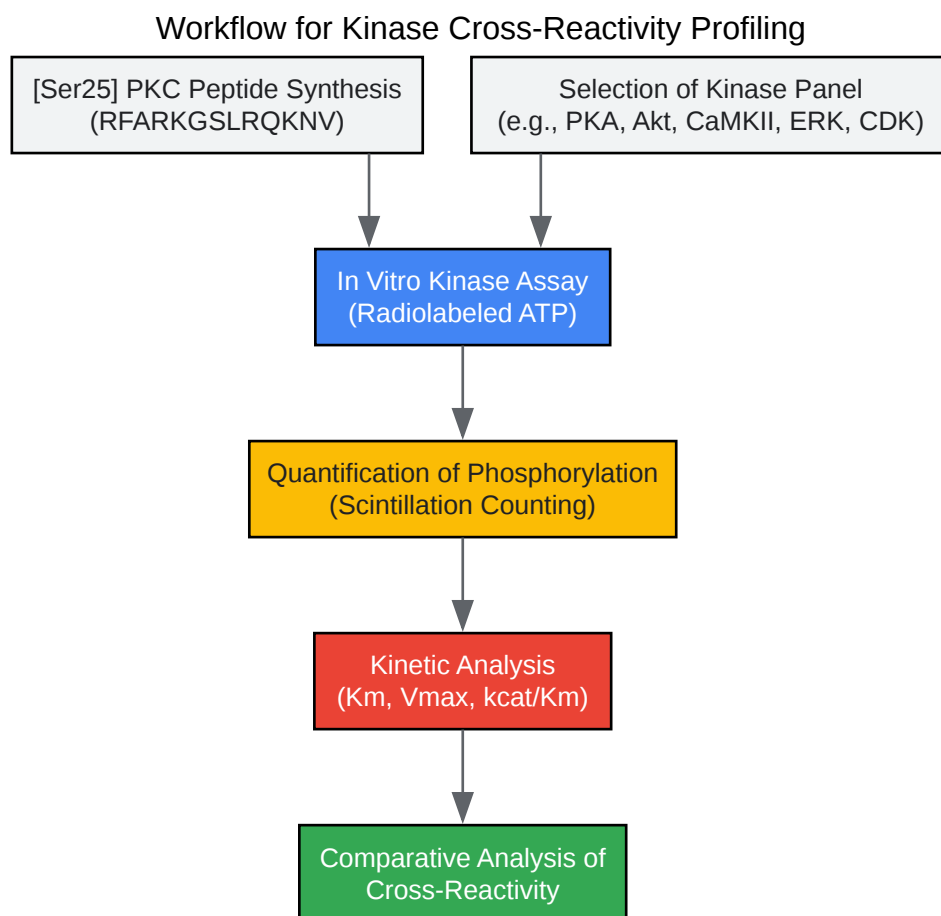 Workflow for Kinase Cross-Reactivity Profiling
[Ser25] PKC Peptide Synthesis
(RFARKGSLRQKNV)
Selection of Kinase Panel
(e.g., PKA, Akt, CaMKII, ERK, CDK)
In Vitro Kinase Assay
(Radiolabeled ATP)
Quantification of Phosphorylation
(Scintillation Counting)
Kinetic Analysis
(Km, Vmax, kcat/Km)
Comparative Analysis of
Cross-Reactivity